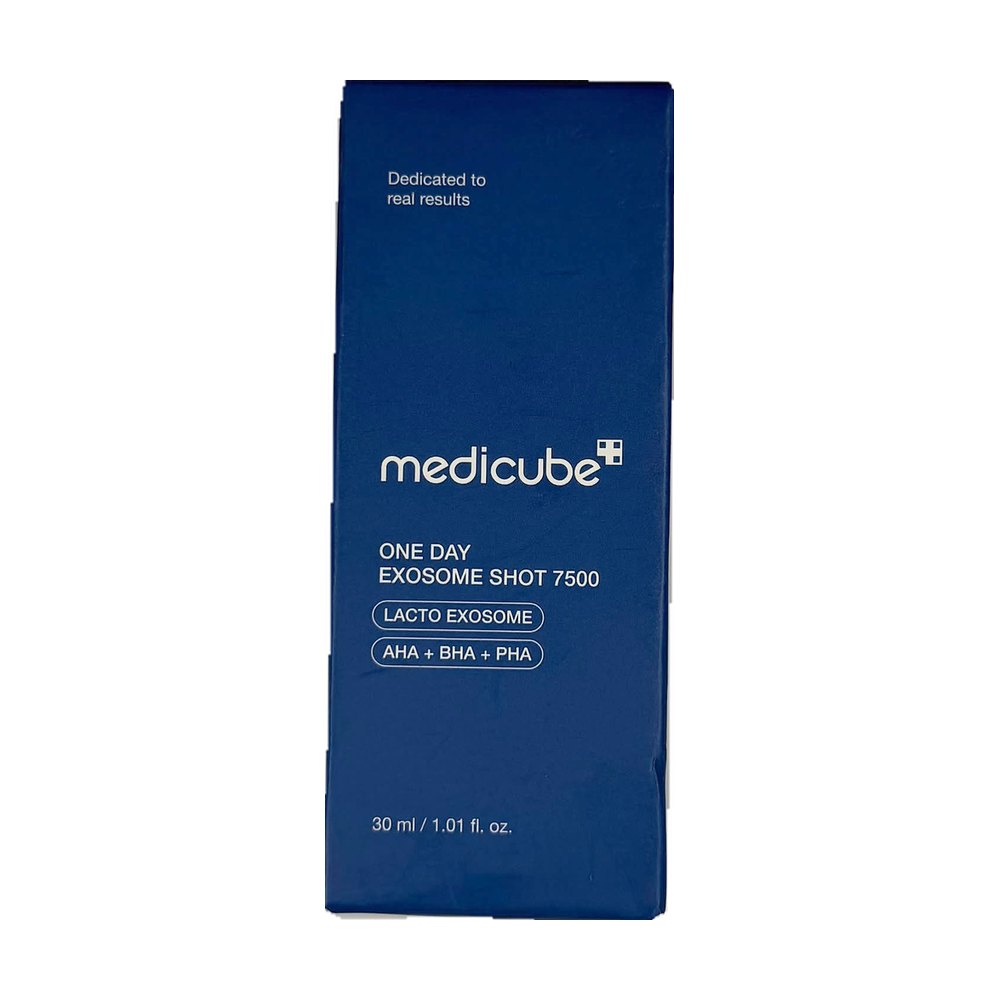 Dedicated to
real results
medicube
ONE DAY
EXOSOME SHOT 7500
LACTO EXOSOME
AHA + BHA + PHA
30 ml / 1.01 fl. oz.